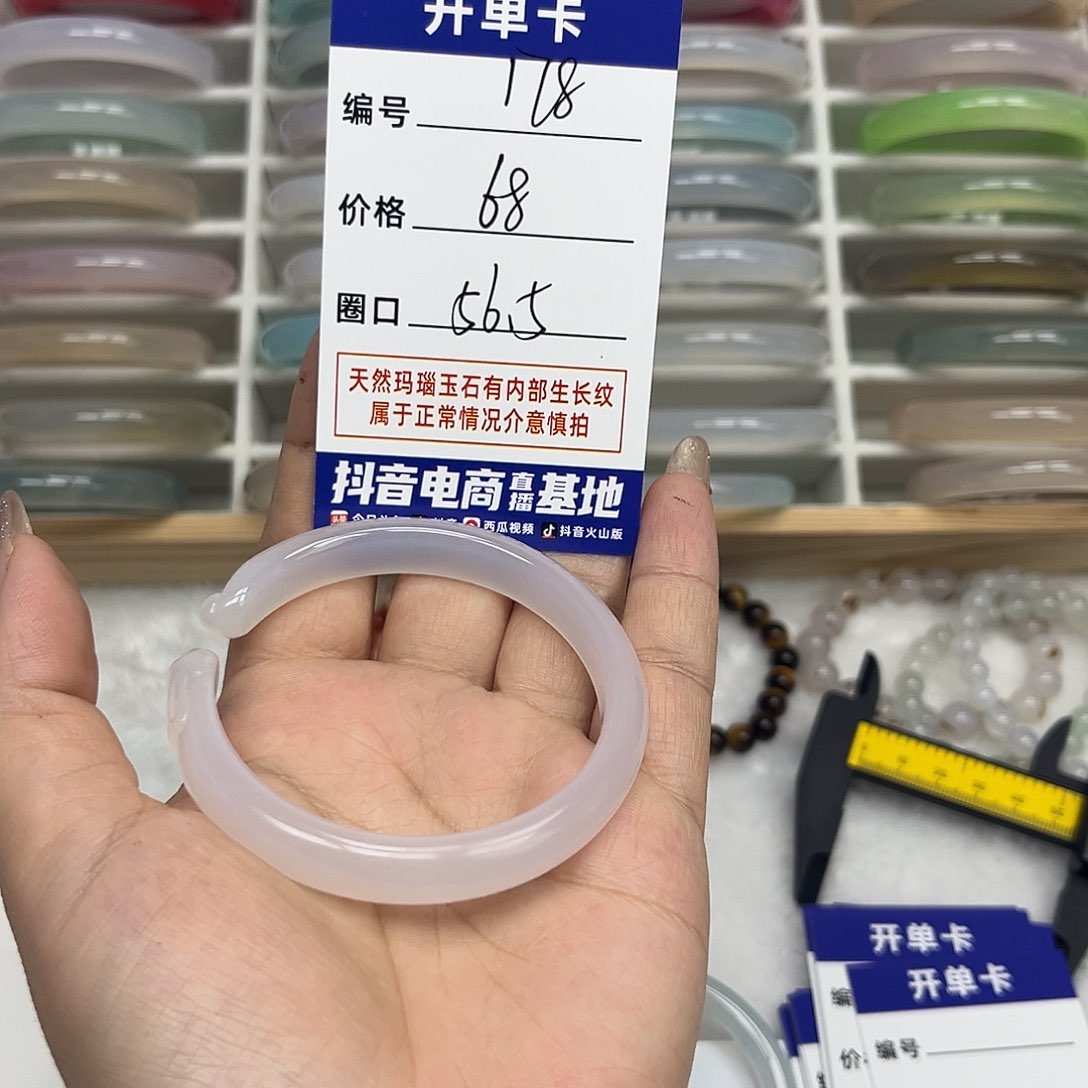 开单卡
编号 178
价格 68
圈口 56.5
天然玛瑙玉石有内部生长纹
属于正常情况介意慎拍
抖音电商直播基地
西瓜视频 抖音火山版
开单卡
开单卡
编
价
编号